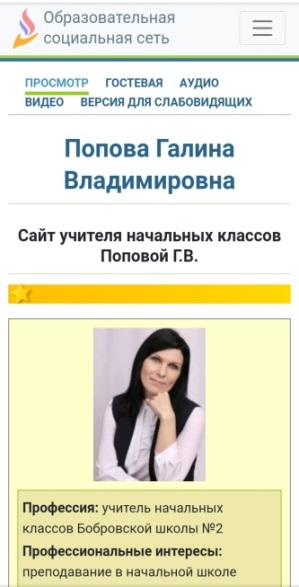 Образовательная
социальная сеть
ПРОСМОТР ГОСТЕВАЯ АУДИО
ВИДЕО ВЕРСИЯ ДЛЯ СЛАБОВИДЯЩИХ
Попова Галина
Владимировна
Сайт учителя начальных классов
Поповой Г.В.
Профессия: учитель начальных
классов Бобровской школы №2
Профессиональные интересы:
преподавание в начальной школе